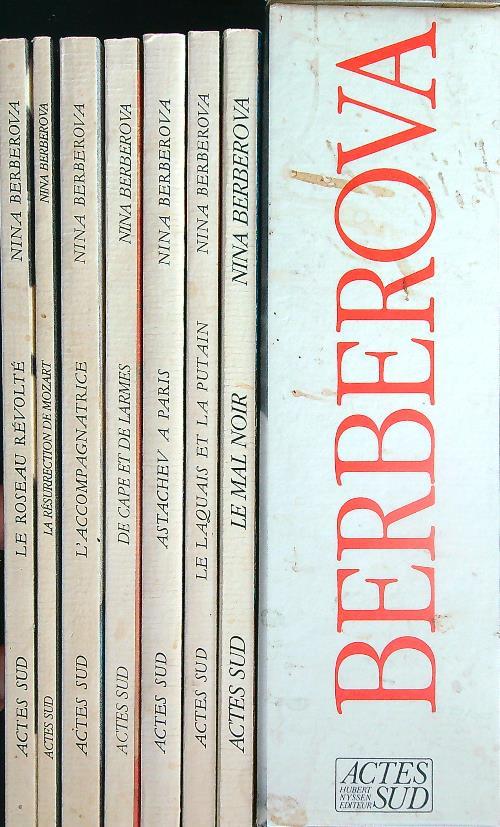 NINA BERBEROVA LE ROSEAU RÉVOLTÉ ACTES SUD
NINA BERBEROVA LA RÉSURRECTION DE MOZART ACTES SUD
NINA BERBEROVA L'ACCOMPAGNATRICE ACTES SUD
NINA BERBEROVA DE CAPE ET DE LARMES ACTES SUD
NINA BERBEROVA ASTACHEV A PARIS ACTES SUD
NINA BERBEROVA LE LAQUAIS ET LA PUTAIN ACTES SUD
NINA BERBEROVA LE MAL NOIR ACTES SUD
BERBEROVA
ACTES
HUBERT
NYSSEN
EDITEUR
SUD